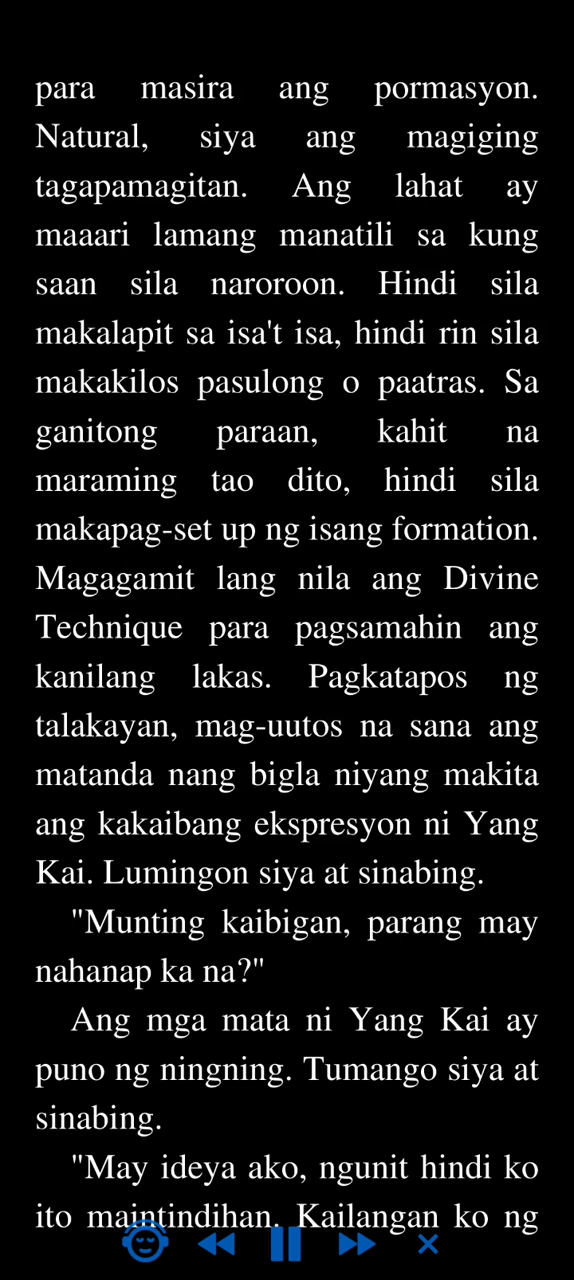 para masira ang pormasyon.
Natural, siya ang magiging
tagapamagitan. Ang lahat ay
maaari lamang manatili sa kung
saan sila naroroon. Hindi sila
makalapit sa isa't isa, hindi rin sila
makakilos pasulong o paatras. Sa
ganitong paraan, kahit na
maraming tao dito, hindi sila
makapag-set up ng isang formation.
Magagamit lang nila ang Divine
Technique para pagsamahin ang
kanilang lakas. Pagkatapos ng
talakayan, mag-uutos na sana ang
matanda nang bigla niyang makita
ang kakaibang ekspresyon ni Yang
Kai. Lumingon siya at sinabing.
"Munting kaibigan, parang may
nahanap ka na?"
Ang mga mata ni Yang Kai ay
puno ng ningning. Tumango siya at
sinabing.
"May ideya ako, ngunit hindi ko
ito maintindihan. Kailangan ko ng